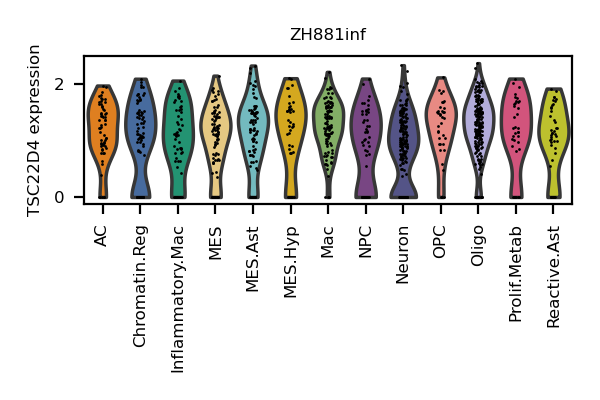 ZH881inf
TSC22D4 expression
2
0
AC
Chromatin.Reg
Inflammatory.Mac
MES
MES.Ast
MES.Hyp
Mac
NPC
Neuron
OPC
Oligo
Prolif.Metab
Reactive.Ast